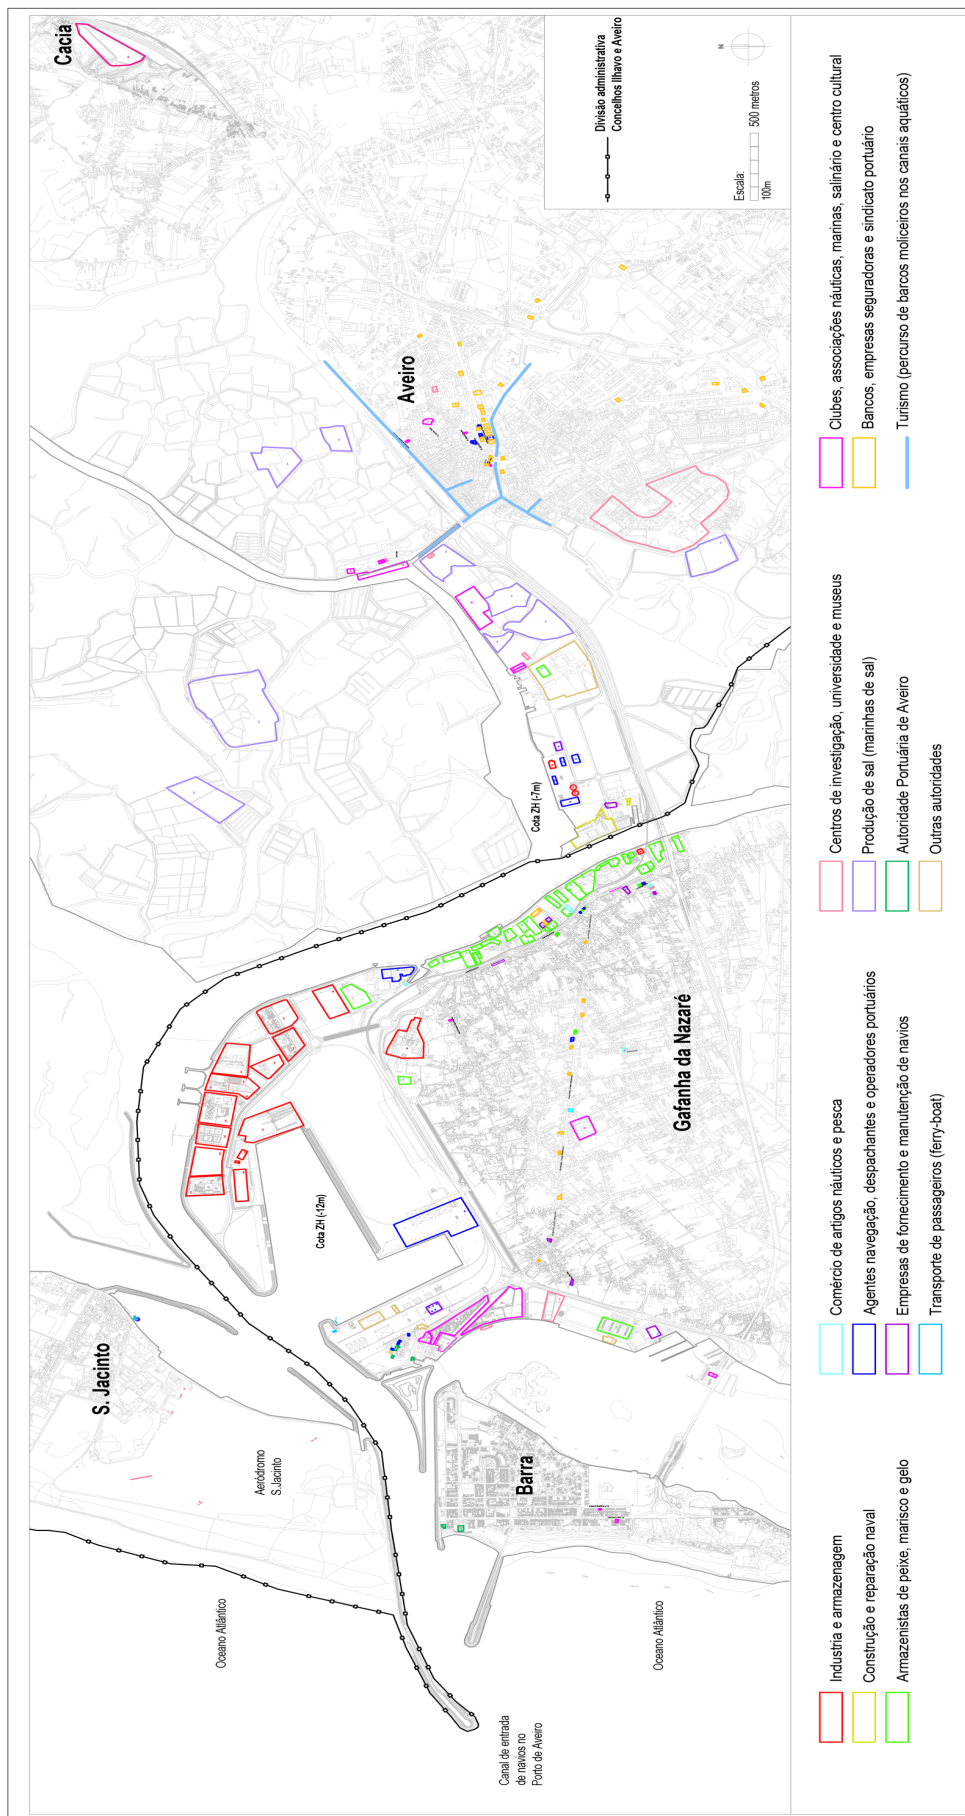 Cacia
Divisão administrativa
Concelhos Ilhavo e Aveiro
N
Escala:
500 metros
100m
Aveiro
Cota ZH (-7m)
Gafanha da Nazaré
Cota ZH (-12m)
S. Jacinto
Aeródromo
S.Jacinto
Barra
Oceano Atlântico
Oceano Atlântico
Canal de entrada
de navios no
Porto de Aveiro
Industria e armazenagem
Construção e reparação naval
Armazenistas de peixe, marisco e gelo
Comércio de artigos náuticos e pesca
Agentes navegação, despachantes e operadores portuários
Empresas de fornecimento e manutenção de navios
Transporte de passageiros (ferry-boat)
Centros de investigação, universidade e museus
Produção de sal (marinhas de sal)
Autoridade Portuária de Aveiro
Outras autoridades
Clubes, associações náuticas, marinas, salinário e centro cultural
Bancos, empresas seguradoras e sindicato portuário
Turismo (percurso de barcos moliceiros nos canais aquáticos)